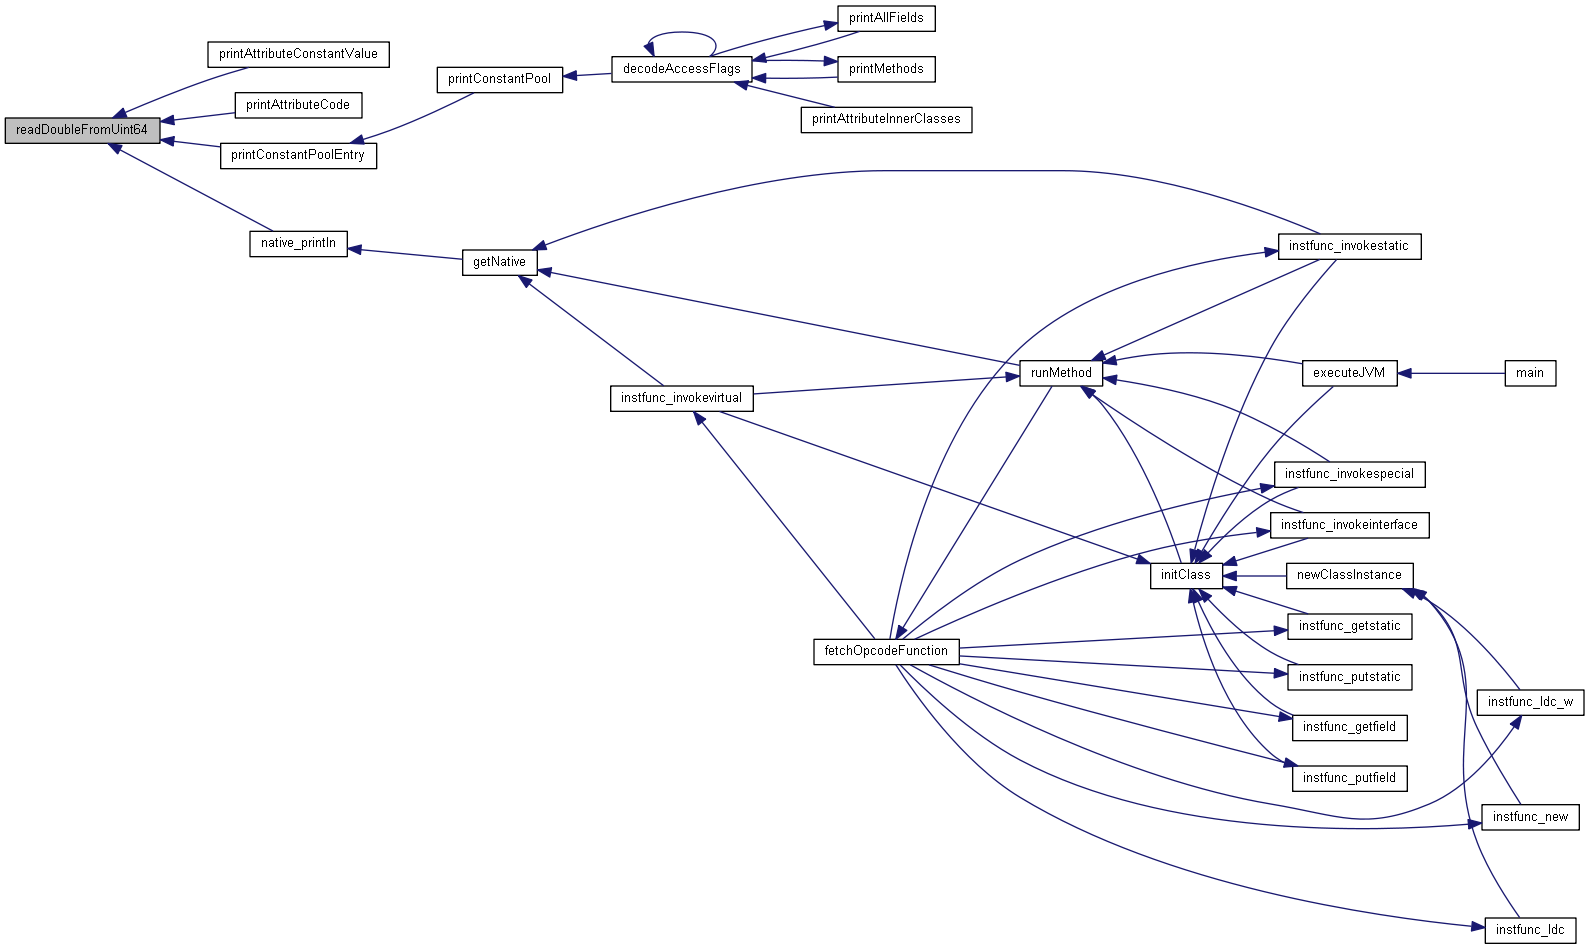 printAllFields
printAttributeConstantValue
decodeAccessFlags
printMethods
printConstantPool
printAttributeCode
printAttributeInnerClasses
readDoubleFromUint64
printConstantPoolEntry
native_println
instfunc_invokestatic
getNative
runMethod
executeJVM
main
instfunc_invokevirtual
instfunc_invokespecial
instfunc_invokeinterface
initClass
newClassInstance
instfunc_getstatic
fetchOpcodeFunction
instfunc_putstatic
instfunc_ldc_w
instfunc_getfield
instfunc_putfield
instfunc_new
instfunc_ldc